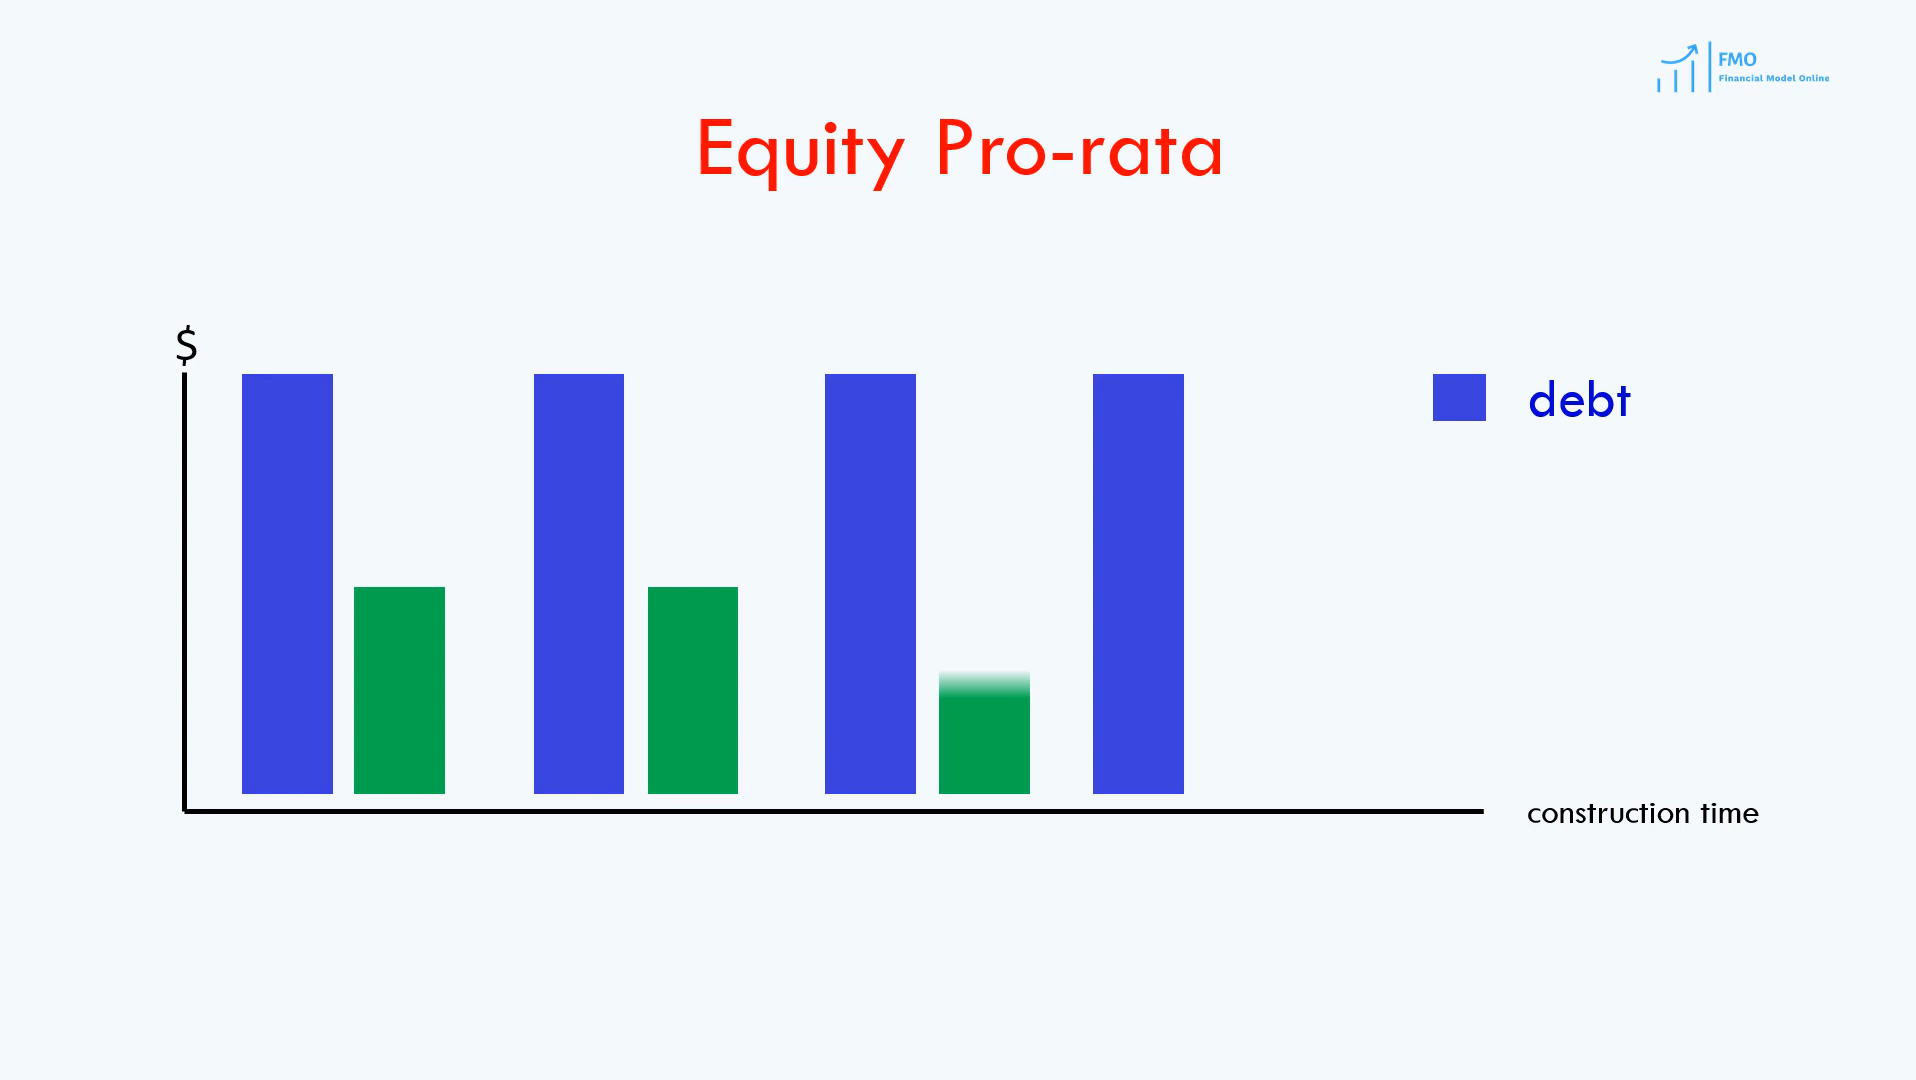 FMO
Financial Model Online
Equity Pro-rata
$
debt
construction time